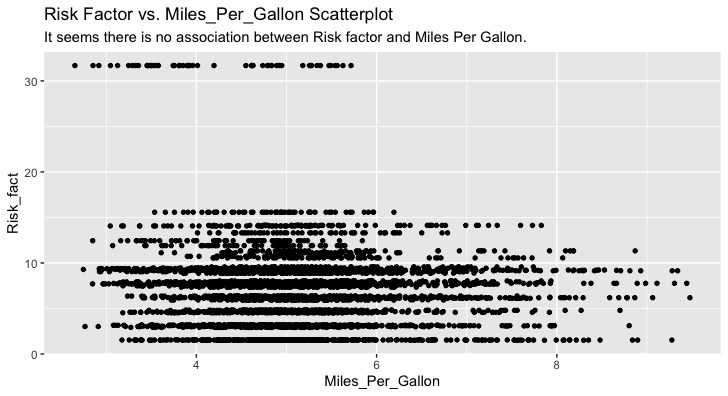 Risk Factor vs. Miles_Per_Gallon Scatterplot
It seems there is no association between Risk factor and Miles Per Gallon.
30
20
10
0
Risk_fact
4 6 8
Miles_Per_Gallon